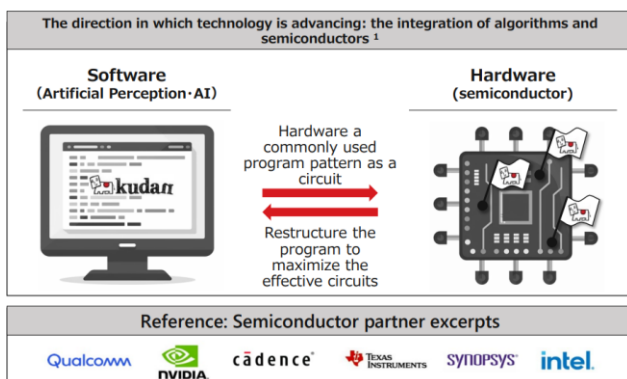 The direction in which technology is advancing: the integration of algorithms and
semiconductors 1
Software
(Artificial Perception・AI)
Hardware
(semiconductor)
kudan
Hardware a
commonly used
program pattern as a
circuit
Restructure the
program to
maximize the
effective circuits
Reference: Semiconductor partner excerpts
Qualcomm
NVIDIA.
cādence®
TEXAS
INSTRUMENTS
SYNOPSYS®
intel.